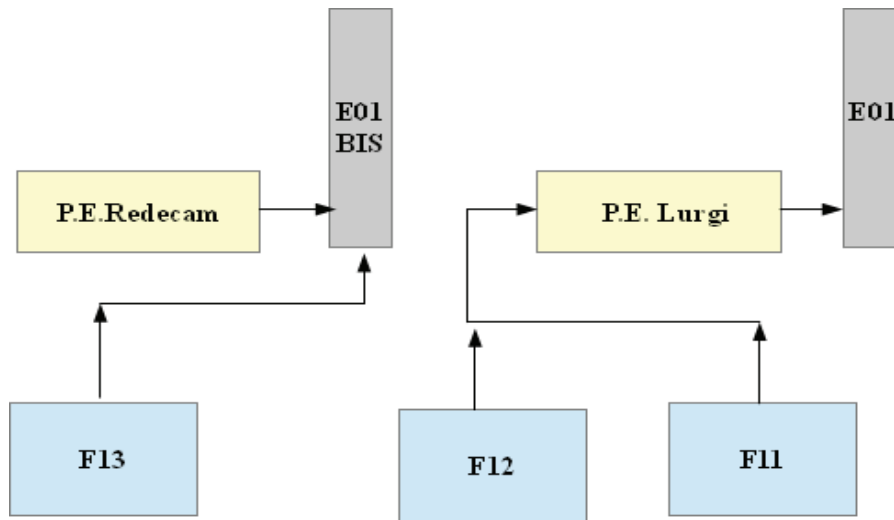 E01
BIS
E01
P.E.Redecam
P.E. Lurgi
F13
F12
F11